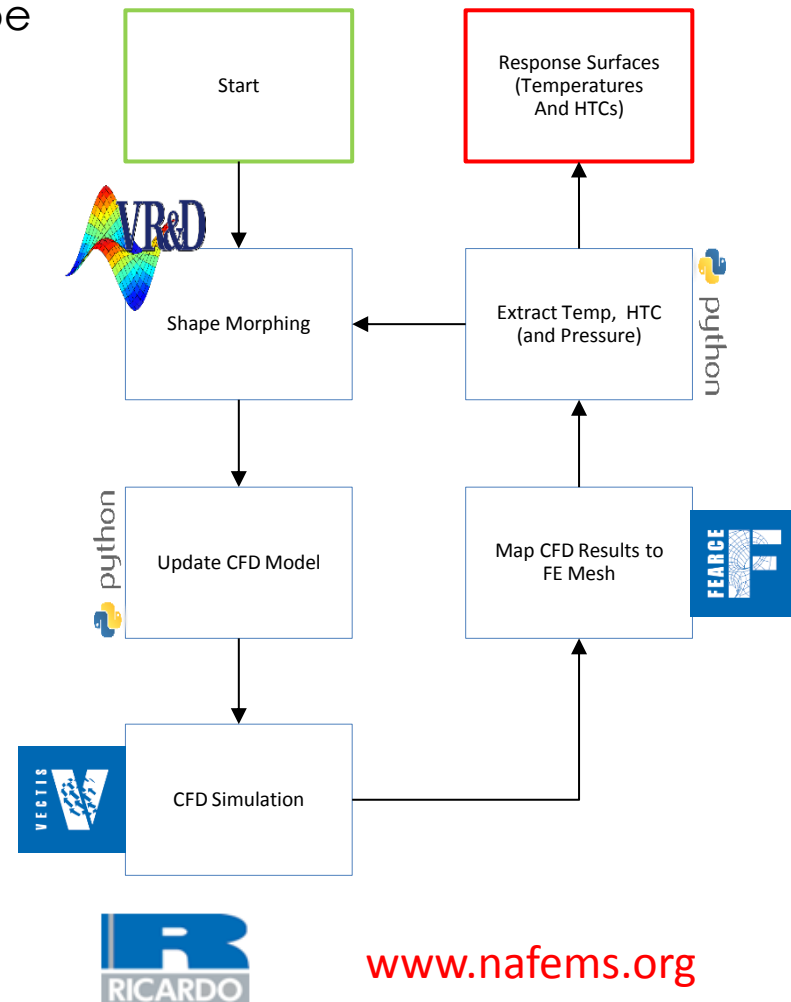 Start
Response Surfaces
(Temperatures
And HTCs)
VR&D
Shape Morphing
Extract Temp, HTC
(and Pressure)
python
python
Update CFD Model
Map CFD Results to
FE Mesh
FEARCE
F
VECTIS
V
CFD Simulation
R
RICARDO
www.nafems.org